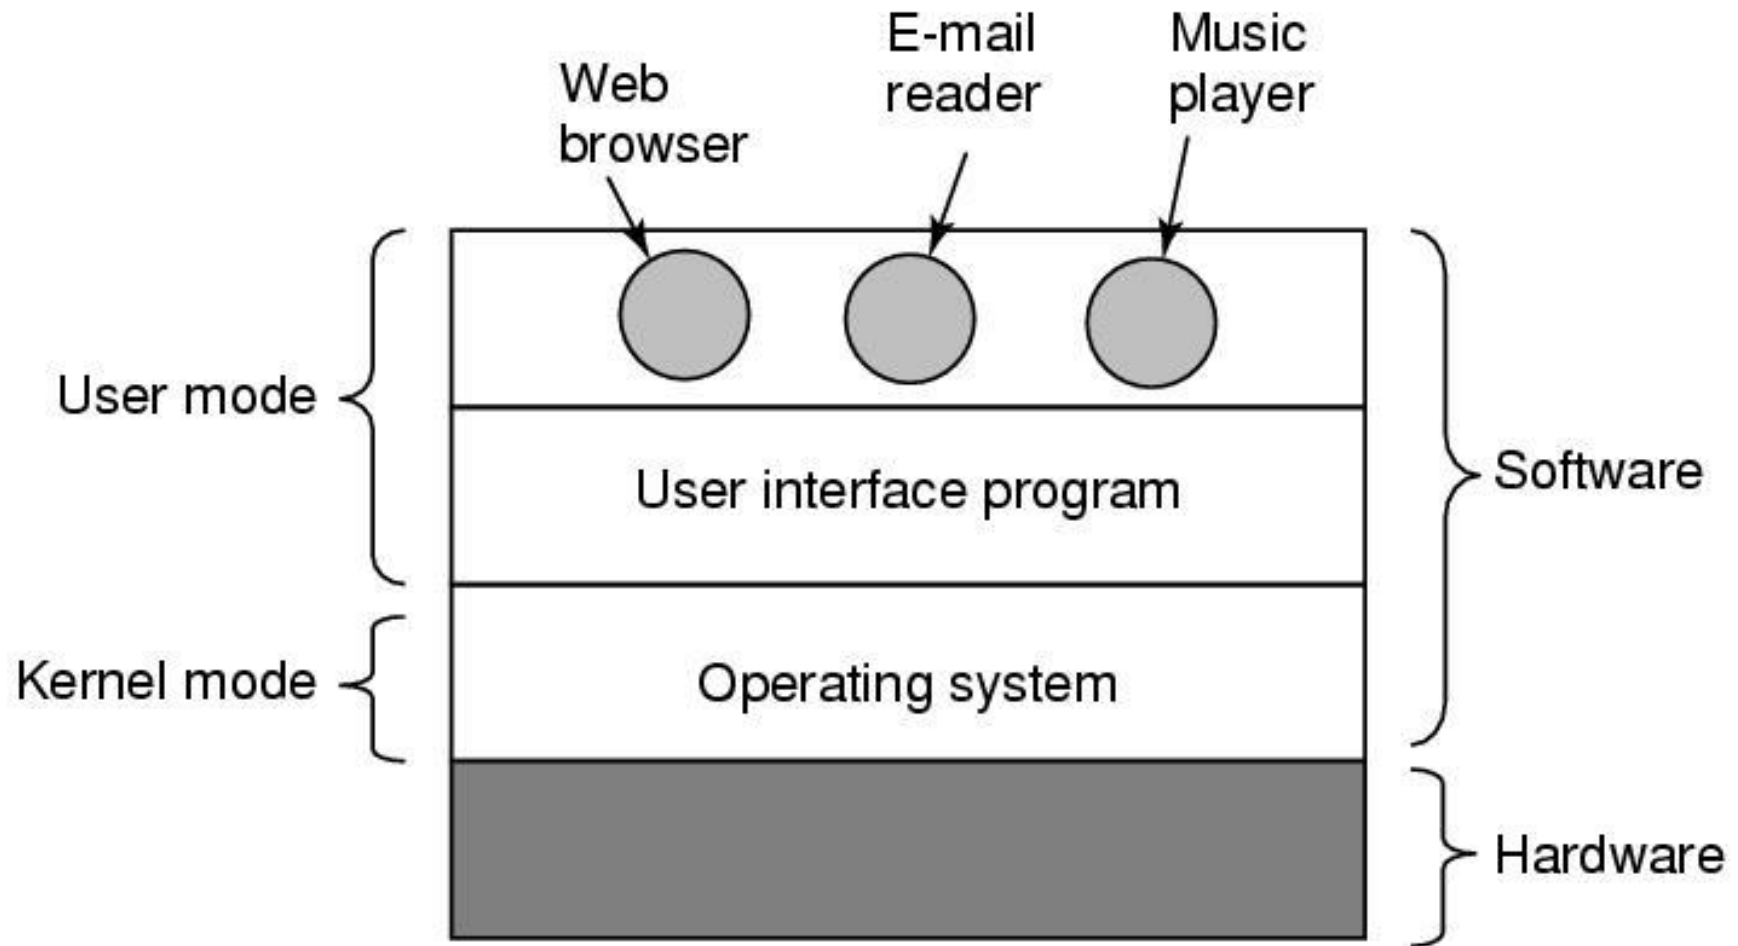 Web
browser
E-mail
reader
Music
player
User mode
User interface program
Software
Kernel mode
Operating system
Hardware